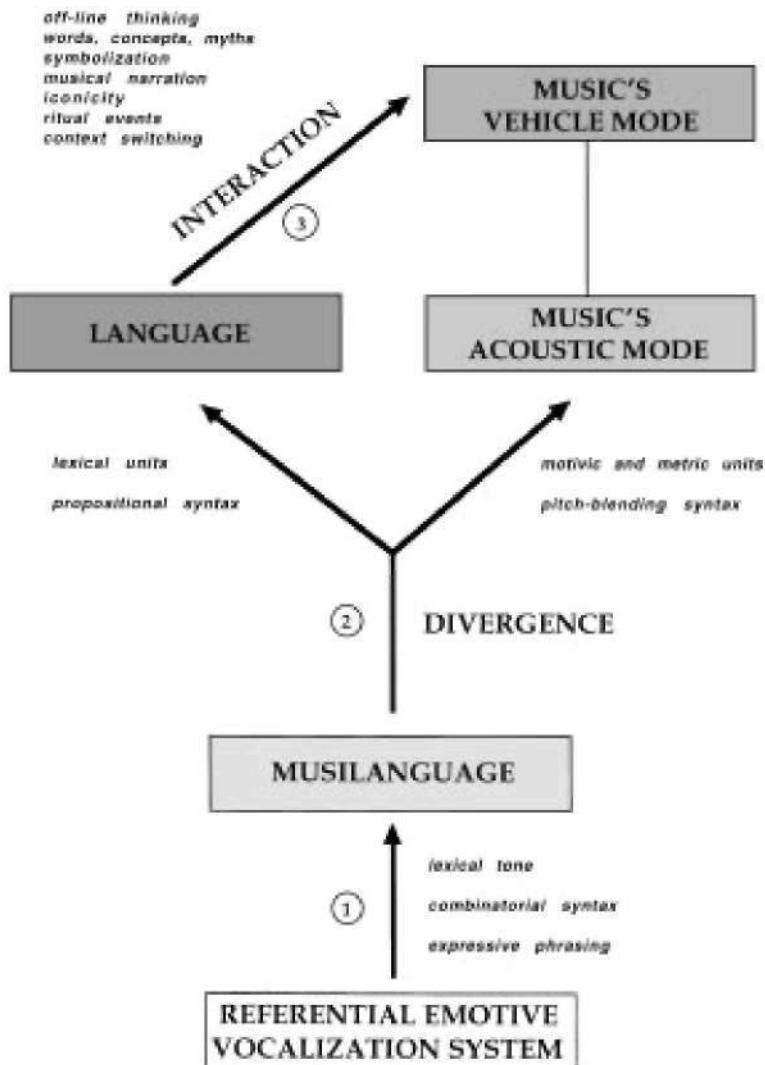 off-line thinking
words, concepts, myths
symbolization
musical narration
iconicity
ritual events
context switching
MUSIC'S
VEHICLE MODE
INTERACTION
3
LANGUAGE
MUSIC'S
ACOUSTIC MODE
lexical units
propositional syntax
motivic and metric units
pitch-blending syntax
2
DIVERGENCE
MUSILANGUAGE
1
lexical tone
combinatorial syntax
expressive phrasing
REFERENTIAL EMOTIVE
VOCALIZATION SYSTEM